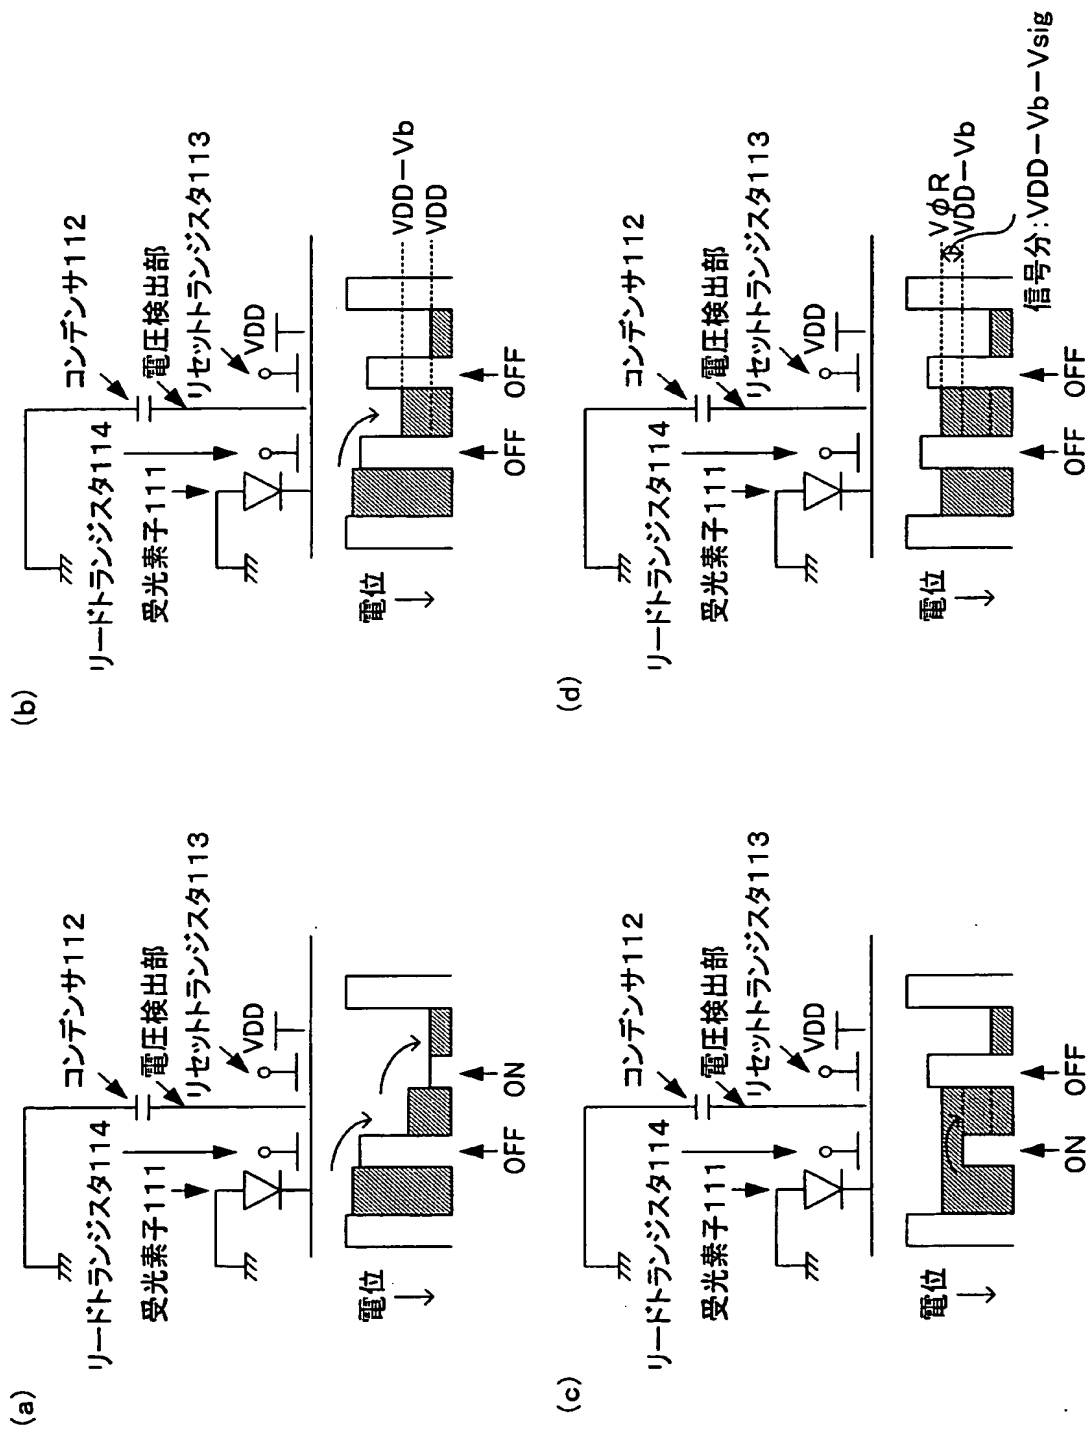 (a)
コンデンサ112
電圧検出部
リセットトランジスタ113
リードトランジスタ114
受光素子111
VDD
電位
OFF
ON
(b)
コンデンサ112
電圧検出部
リセットトランジスタ113
リードトランジスタ114
受光素子111
VDD
VDD−Vb
VDD
電位
OFF
OFF
(c)
コンデンサ112
電圧検出部
リセットトランジスタ113
リードトランジスタ114
受光素子111
VDD
電位
ON
OFF
(d)
コンデンサ112
電圧検出部
リセットトランジスタ113
リードトランジスタ114
受光素子111
VDD
VφR
VDD−Vb
信号分:VDD−Vb−Vsig
電位
OFF
OFF